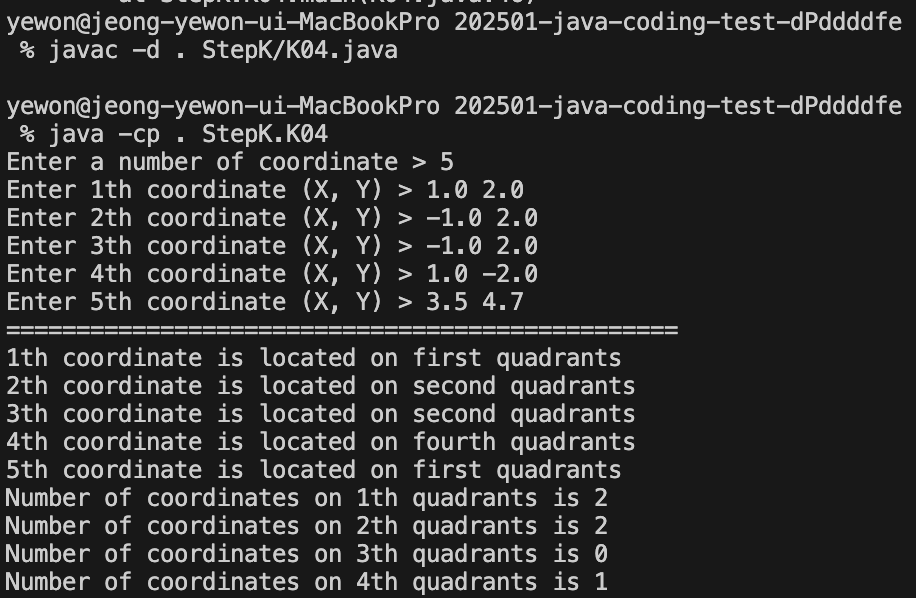 at StepK.K04.main(K04.java:40)
yewon@jeong-yewon-ui-MacBookPro 202501-java-coding-test-dPddddfe
% javac -d . StepK/K04.java
yewon@jeong-yewon-ui-MacBookPro 202501-java-coding-test-dPddddfe
% java -cp . StepK.K04
Enter a number of coordinate > 5
Enter 1th coordinate (X, Y) > 1.0 2.0
Enter 2th coordinate (X, Y) > -1.0 2.0
Enter 3th coordinate (X, Y) > -1.0 2.0
Enter 4th coordinate (X, Y) > 1.0 -2.0
Enter 5th coordinate (X, Y) > 3.5 4.7
================================================
1th coordinate is located on first quadrants
2th coordinate is located on second quadrants
3th coordinate is located on second quadrants
4th coordinate is located on fourth quadrants
5th coordinate is located on first quadrants
Number of coordinates on 1th quadrants is 2
Number of coordinates on 2th quadrants is 2
Number of coordinates on 3th quadrants is 0
Number of coordinates on 4th quadrants is 1